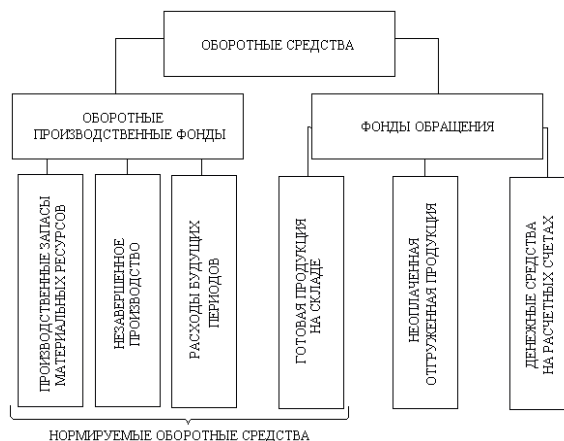 ОБОРОТНЫЕ СРЕДСТВА
ОБОРОТНЫЕ
ПРОИЗВОДСТВЕННЫЕ ФОНДЫ
ФОНДЫ ОБРАЩЕНИЯ
ПРОИЗВОДСТВЕННЫЕ ЗАПАСЫ
МАТЕРИАЛЬНЫХ РЕСУРСОВ
НЕЗАВЕРШЕННОЕ
ПРОИЗВОДСТВО
РАСХОДЫ БУДУЩИХ
ПЕРИОДОВ
ГОТОВАЯ ПРОДУКЦИЯ
НА СКЛАДЕ
НЕОПЛАЧЕННАЯ
ОТГРУЖЕННАЯ ПРОДУКЦИЯ
ДЕНЕЖНЫЕ СРЕДСТВА
НА РАСЧЕТНЫХ СЧЕТАХ
НОРМИРУЕМЫЕ ОБОРОТНЫЕ СРЕДСТВА